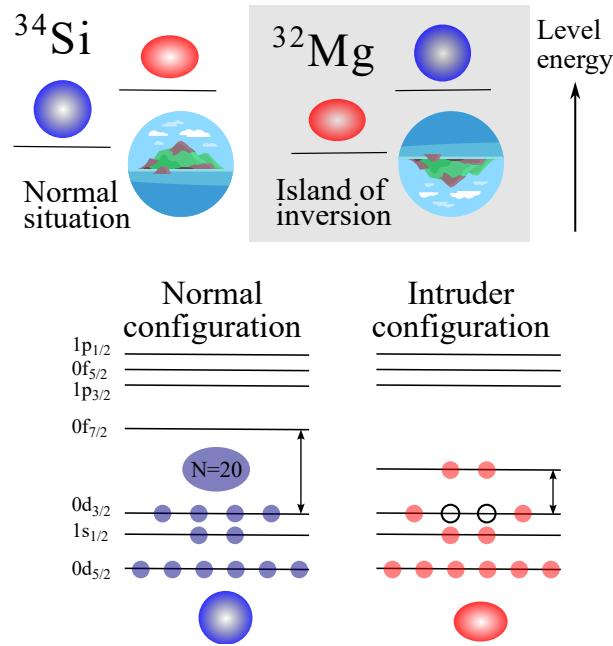 ³⁴Si
³²Mg
Level
energy
Normal
situation
Island of
inversion
Normal
configuration
Intruder
configuration
1p₁/₂
0f₅/₂
1p₃/₂
0f₇/₂
N=20
0d₃/₂
1s₁/₂
0d₅/₂